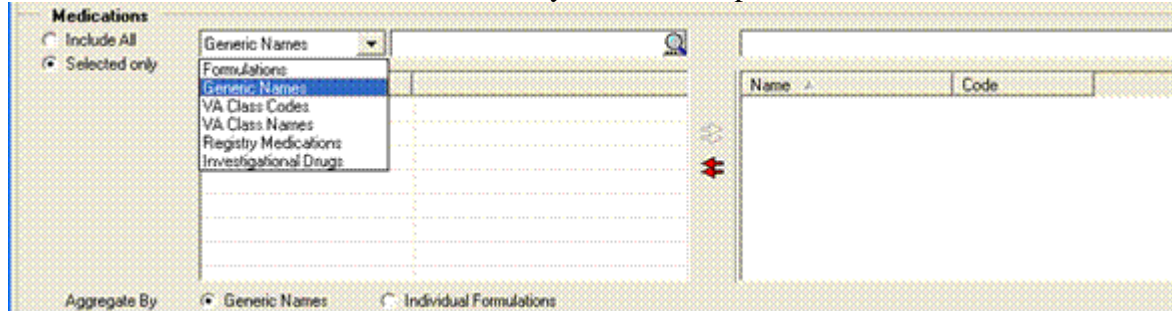 Medications
Include All
Generic Names
Selected only
Formulations
Generic Names
VA Class Codes
VA Class Names
Registry Medications
Investigational Drugs
Name Code
Aggregate By Generic Names Individual Formulations